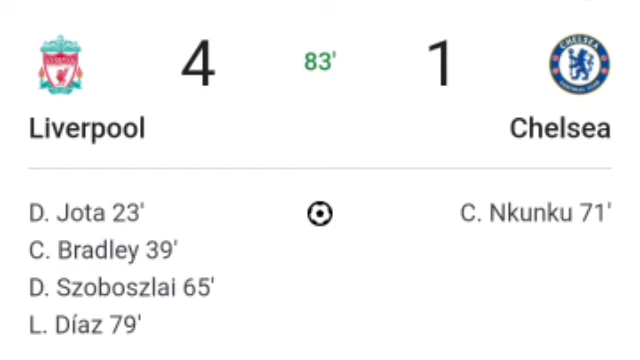 4 83' 1
Liverpool Chelsea
D. Jota 23' C. Nkunku 71'
C. Bradley 39'
D. Szoboszlai 65'
L. Díaz 79'